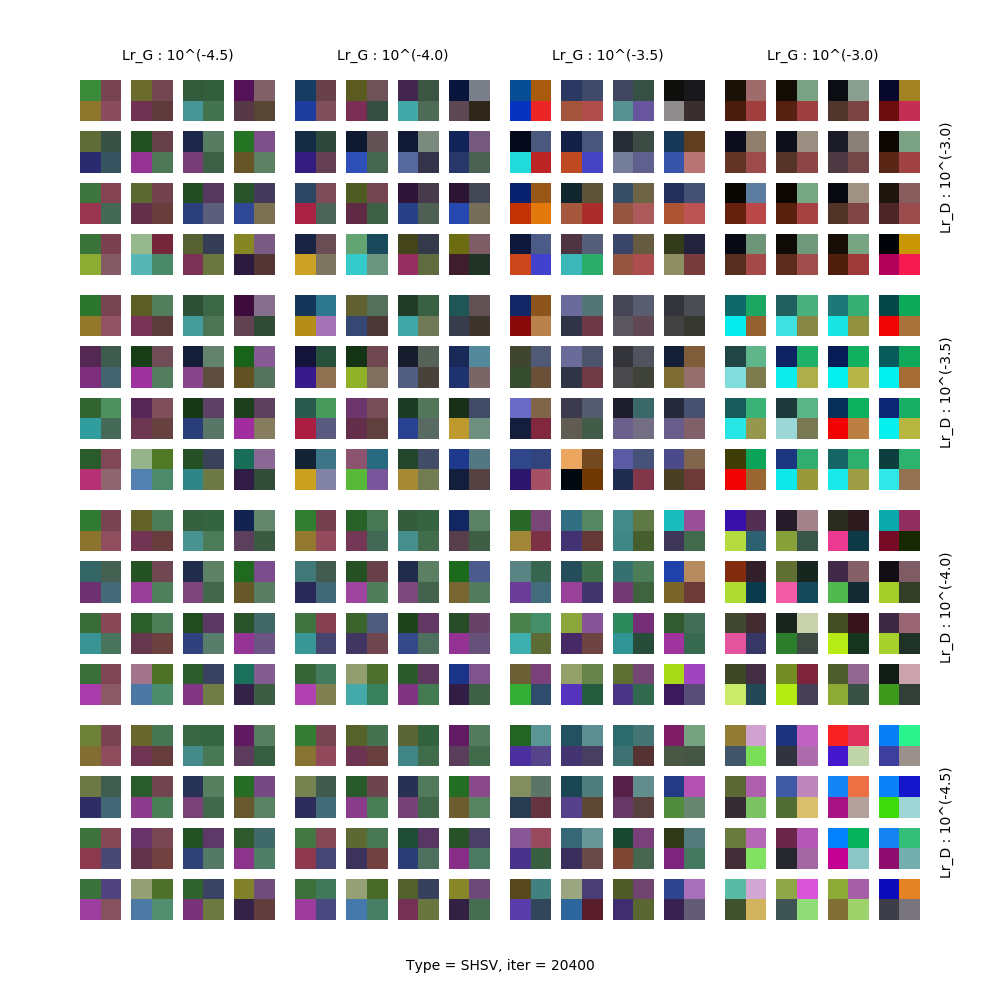 Lr_G : 10^(-4.5)
Lr_G : 10^(-4.0)
Lr_G : 10^(-3.5)
Lr_G : 10^(-3.0)
Lr_D : 10^(-3.0)
Lr_D : 10^(-3.5)
Lr_D : 10^(-4.0)
Lr_D : 10^(-4.5)
Type = SHSV, iter = 20400